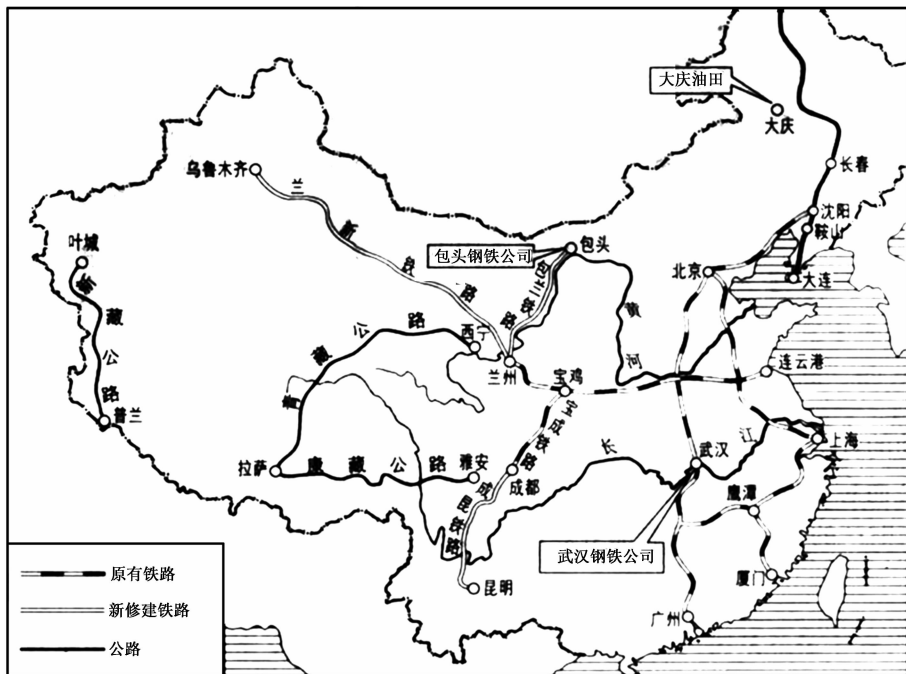 大庆油田
大庆
长春
乌鲁木齐
兰新铁路
沈阳
鞍山
叶城
新藏公路
包头钢铁公司
包头
包兰铁路
北京
大连
黄河
青藏公路
西宁
兰州
宝鸡
连云港
宝成铁路
普兰
拉萨
康藏公路
雅安
成都
成昆铁路
长江
武汉
上海
鹰潭
武汉钢铁公司
昆明
厦门
广州
原有铁路
新修建铁路
公路